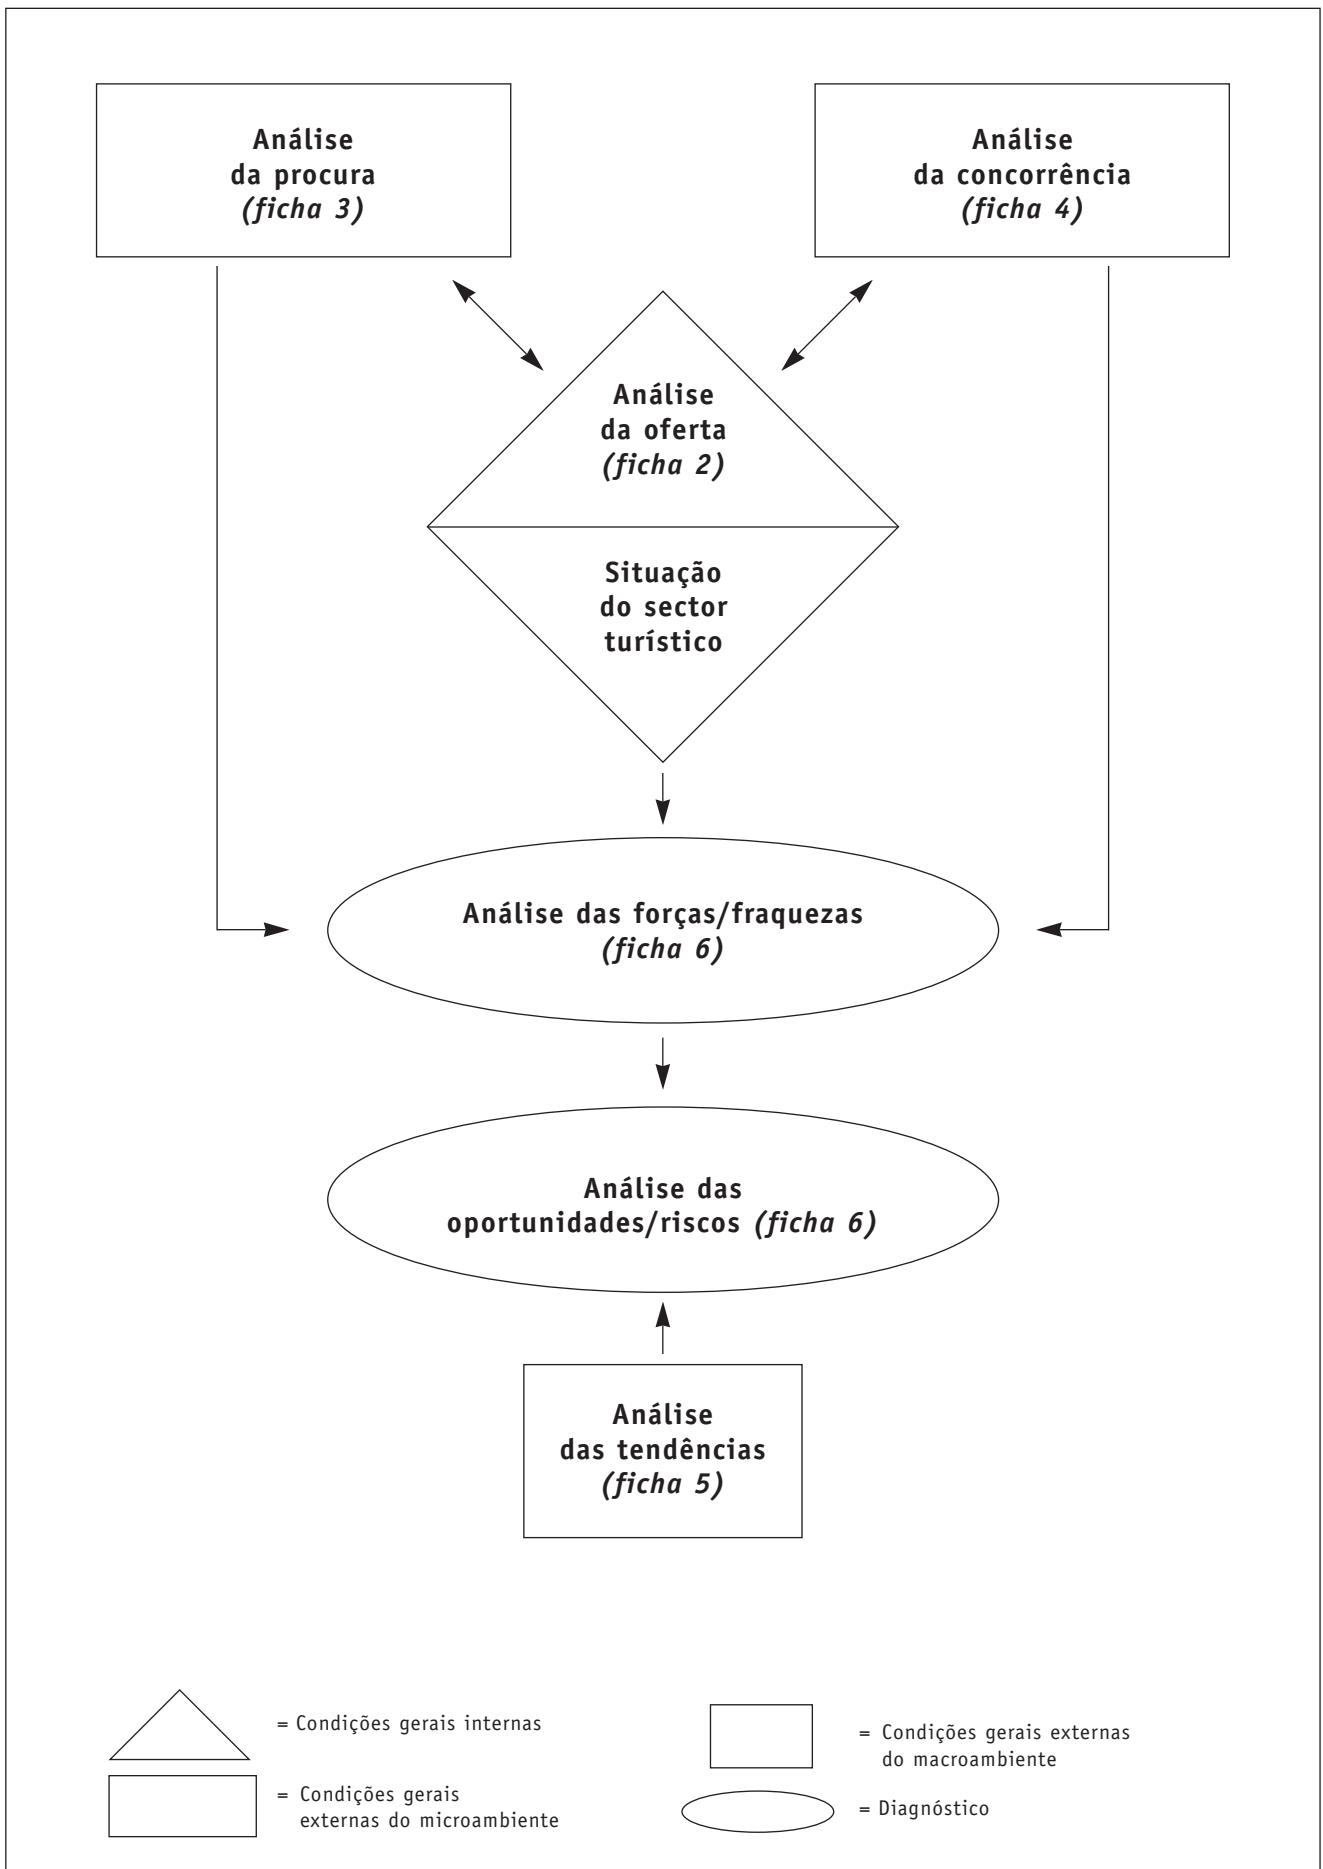 Análise
da procura
(ficha 3)
Análise
da concorrência
(ficha 4)
Análise
da oferta
(ficha 2)
Situação
do sector
turístico
Análise das forças/fraquezas
(ficha 6)
Análise das
oportunidades/riscos (ficha 6)
Análise
das tendências
(ficha 5)
= Condições gerais internas
= Condições gerais
externas do microambiente
= Condições gerais externas
do macroambiente
= Diagnóstico